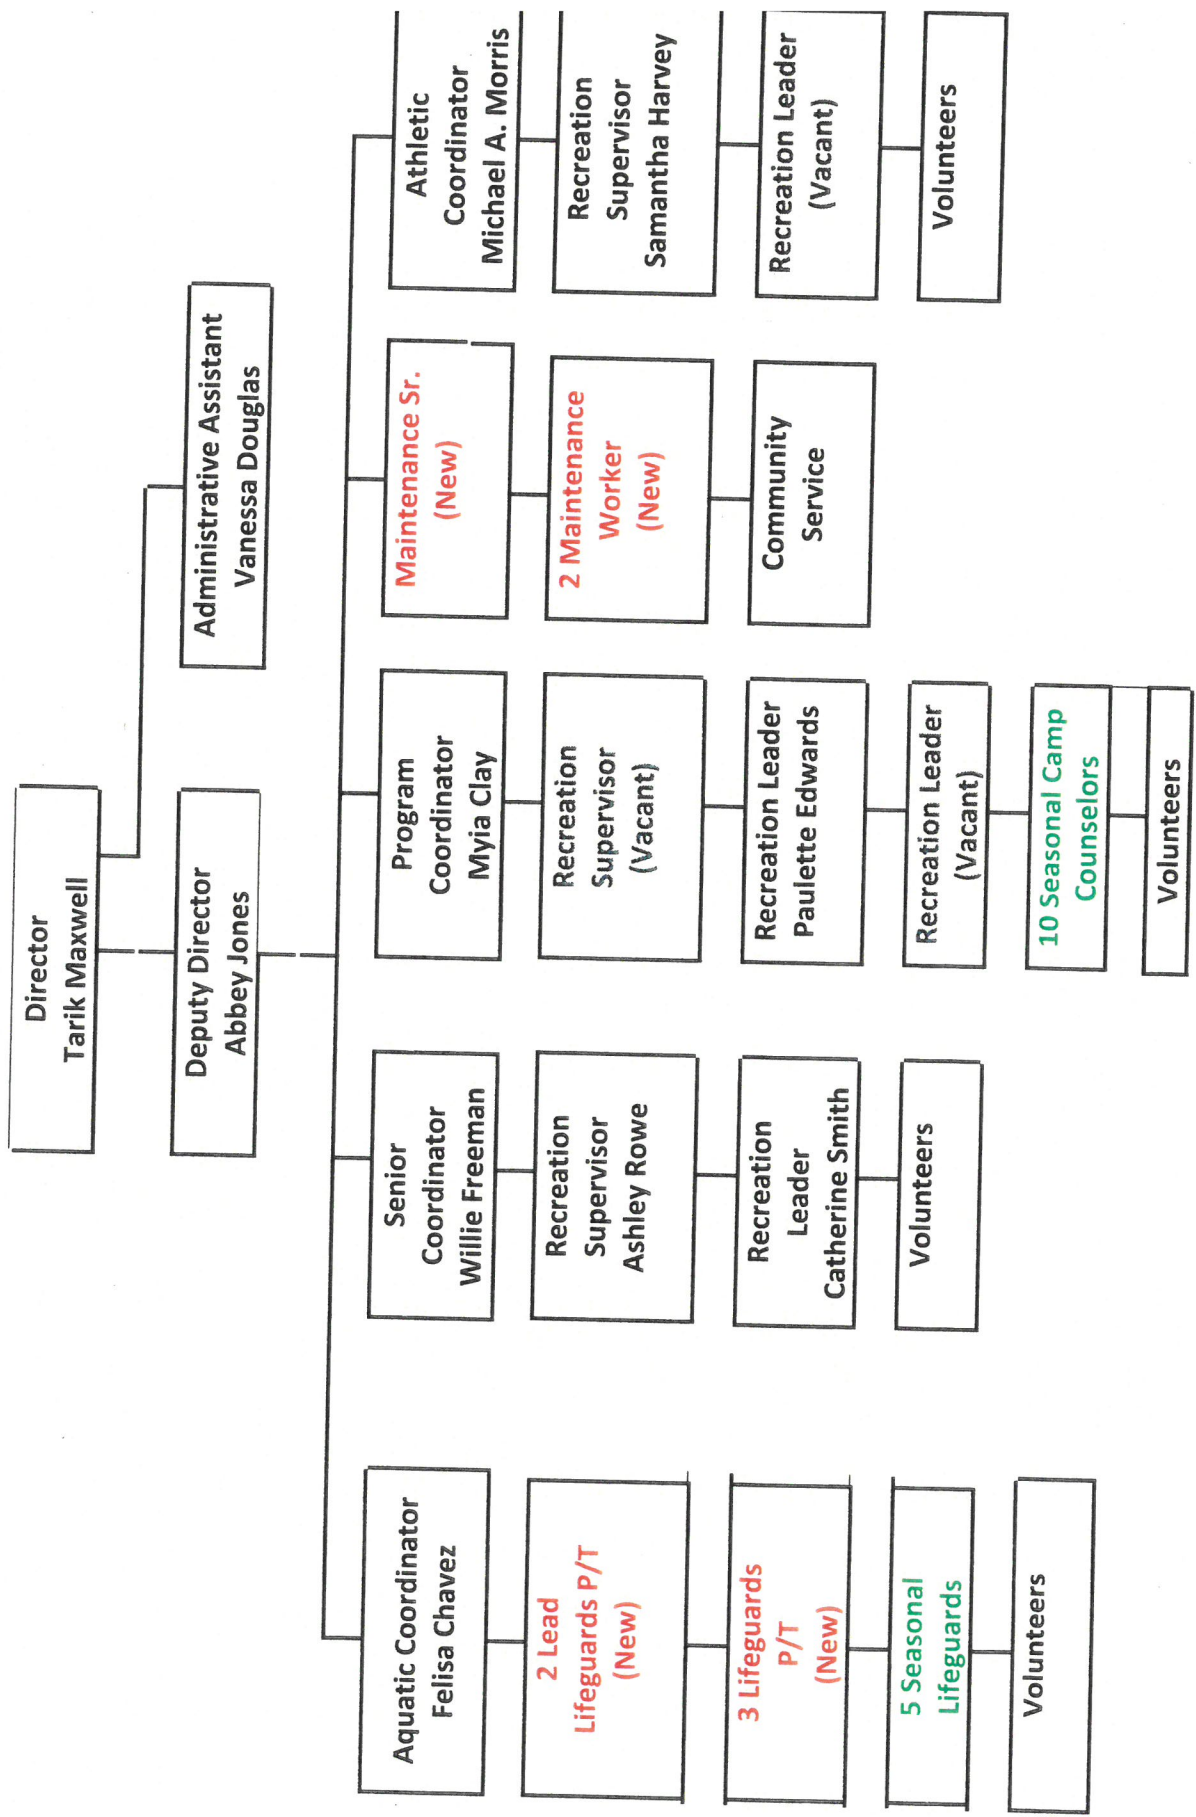 Director
Tarik Maxwell
Administrative Assistant
Vanessa Douglas
Deputy Director
Abbey Jones
Aquatic Coordinator
Felisa Chavez
2 Lead
Lifeguards P/T
(New)
3 Lifeguards
P/T
(New)
5 Seasonal
Lifeguards
Volunteers
Senior
Coordinator
Willie Freeman
Recreation
Supervisor
Ashley Rowe
Recreation
Leader
Catherine Smith
Volunteers
Program
Coordinator
Myia Clay
Recreation
Supervisor
(Vacant)
Recreation Leader
Paulette Edwards
Recreation Leader
(Vacant)
10 Seasonal Camp
Counselors
Volunteers
Maintenance Sr.
(New)
2 Maintenance
Worker
(New)
Community
Service
Athletic
Coordinator
Michael A. Morris
Recreation
Supervisor
Samantha Harvey
Recreation Leader
(Vacant)
Volunteers